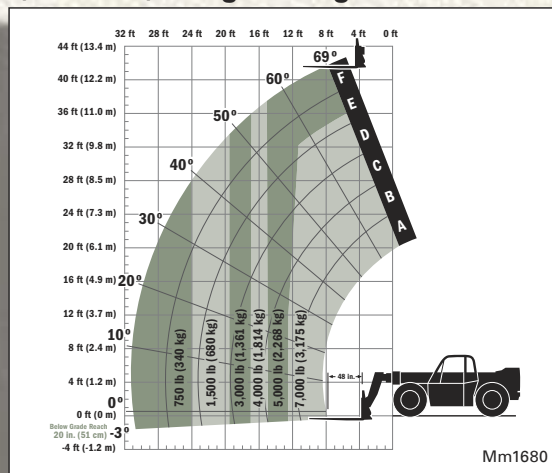 32 ft 28 ft 24 ft 20 ft 16 ft 12 ft 8 ft 4 ft 0 ft
44 ft (13.4 m)
40 ft (12.2 m)
36 ft (11.0 m)
32 ft (9.8 m)
28 ft (8.5 m)
24 ft (7.3 m)
20 ft (6.1 m)
16 ft (4.9 m)
12 ft (3.7 m)
8 ft (2.4 m)
4 ft (1.2 m)
0 ft (0 m)
Below Grade Reach
20 in. (51 cm)
-4 ft (-1.2 m)
69°
60°
50°
40°
30°
20°
10°
0°
-3°
F
E
D
C
B
A
750 lb (340 kg)
1,500 lb (680 kg)
3,000 lb (1,361 kg)
4,000 lb (1,814 kg)
5,000 lb (2,268 kg)
7,000 lb (3,175 kg)
48 in.
Mm1680